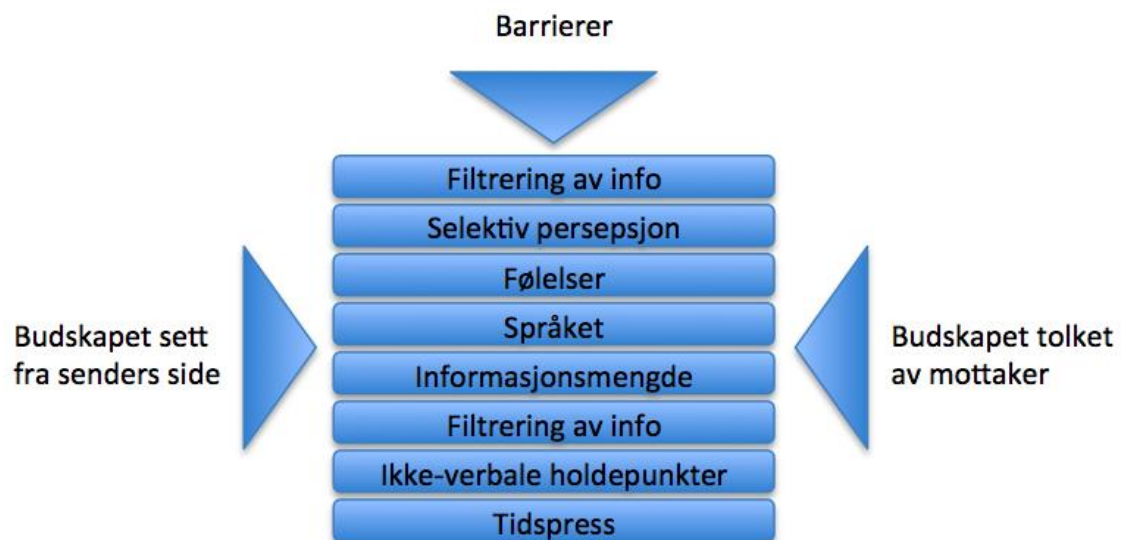 Barrierer
Filtrering av info
Selektiv persepsjon
Følelser
Språket
Informasjonsmengde
Filtrering av info
Ikke-verbale holdepunkter
Tidspress
Budskapet sett
fra senders side
Budskapet tolket
av mottaker